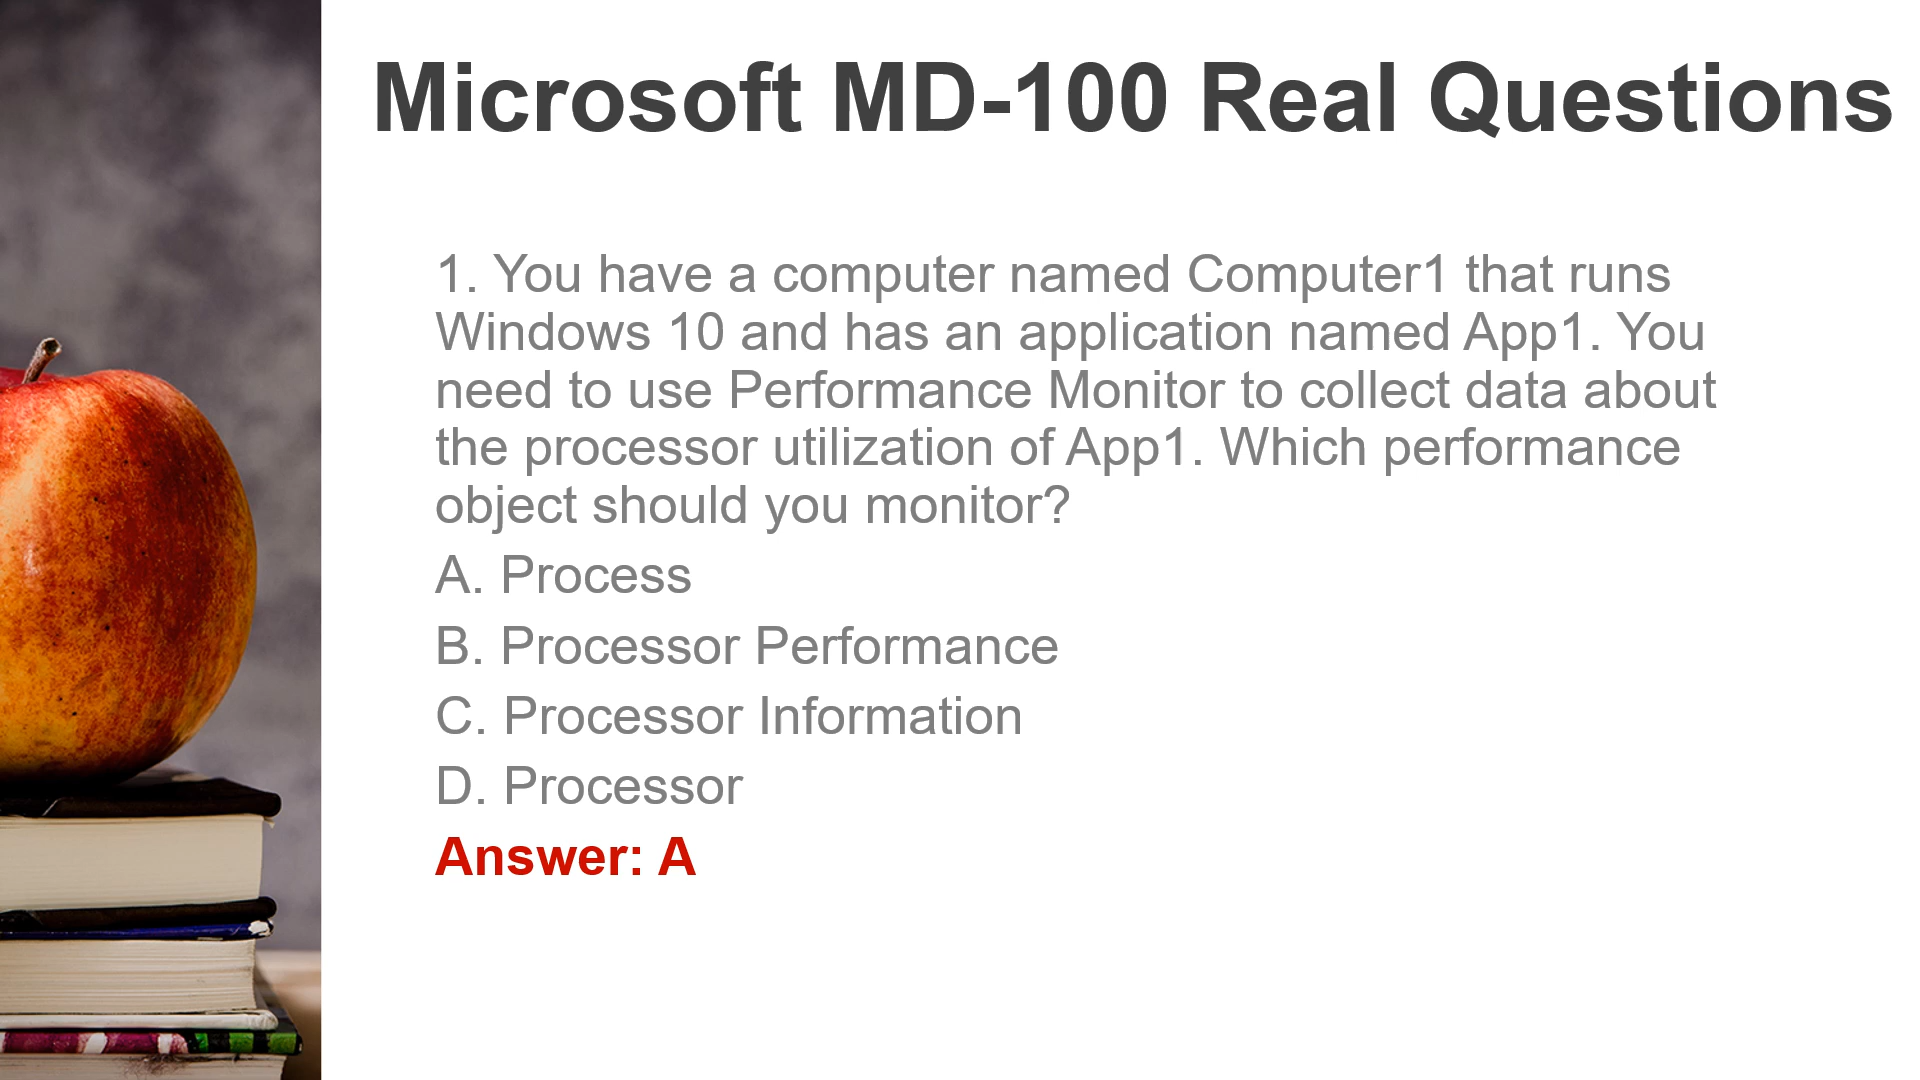 Microsoft MD-100 Real Questions
1. You have a computer named Computer1 that runs
Windows 10 and has an application named App1. You
need to use Performance Monitor to collect data about
the processor utilization of App1. Which performance
object should you monitor?
A. Process
B. Processor Performance
C. Processor Information
D. Processor
Answer: A